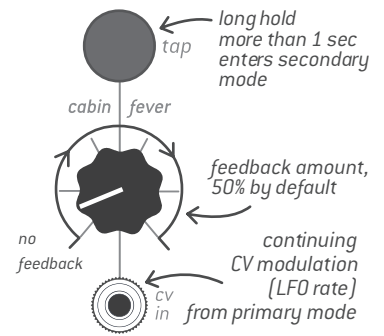 long hold
more than 1 sec
enters secondary
mode
tap
cabin fever
feedback amount,
50% by default
no
feedback
continuing
CV modulation
(LFO rate)
from primary mode
cv
in